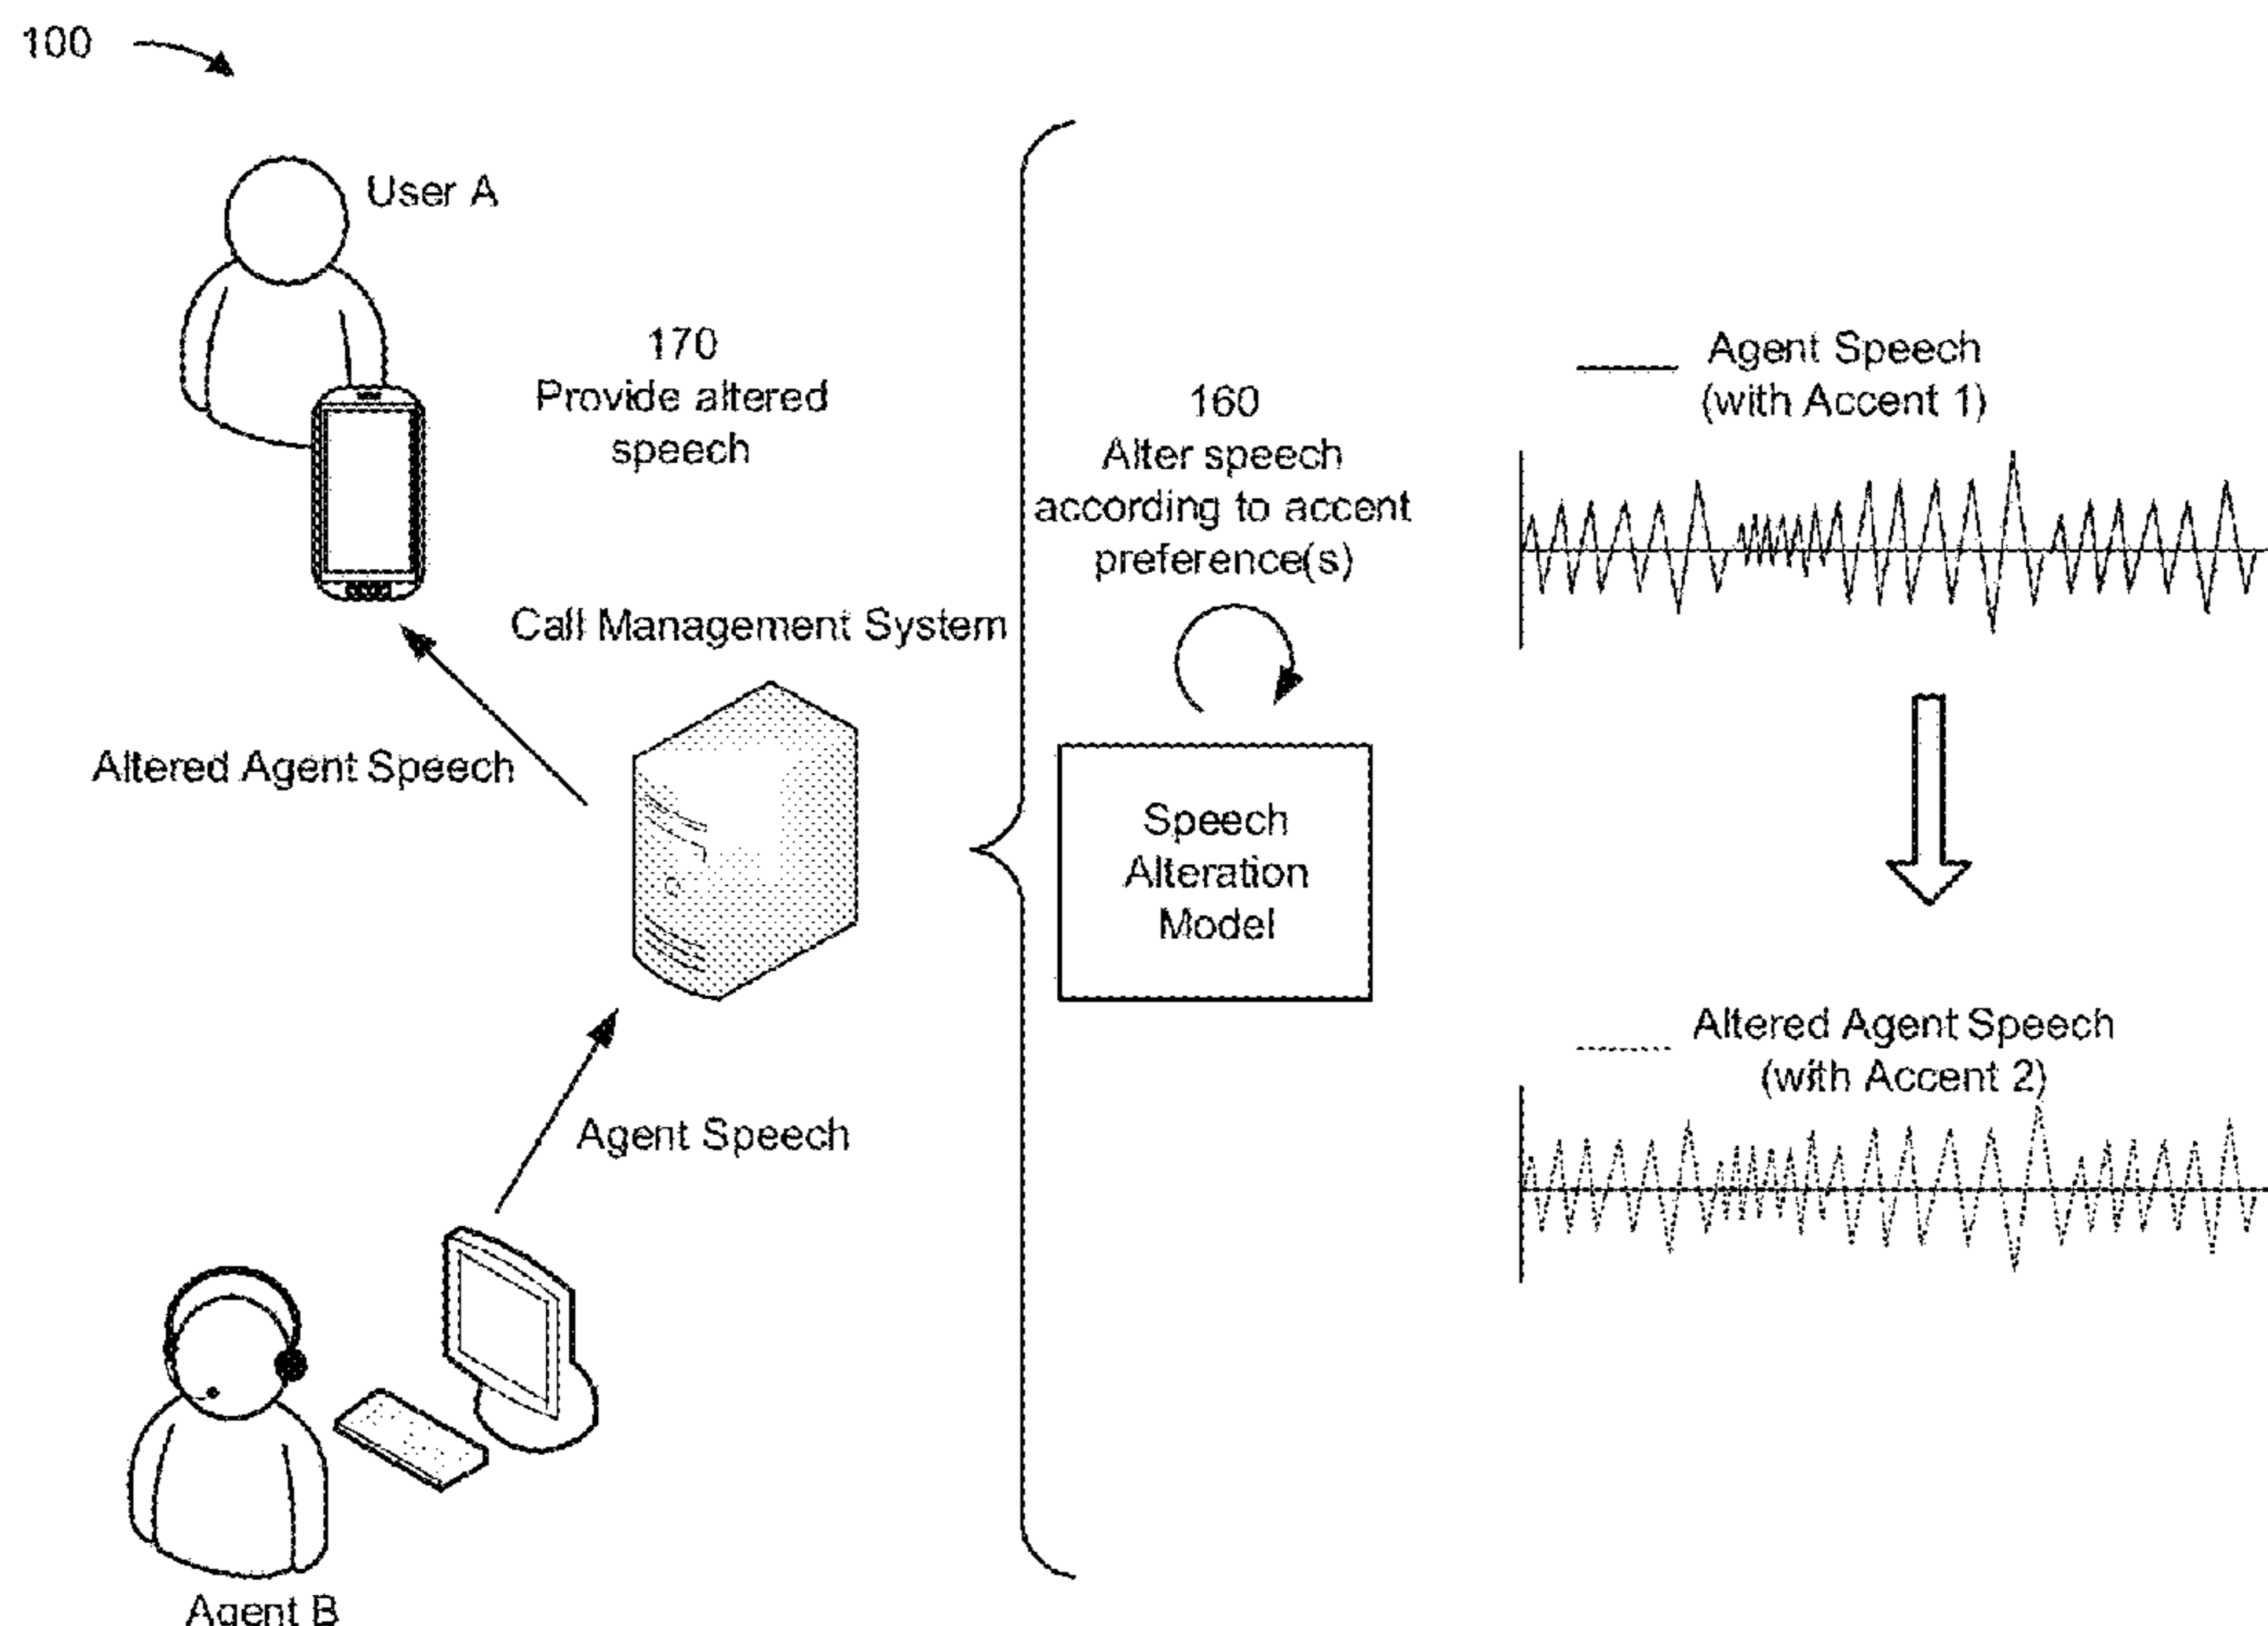 100
User A
170
Provide altered
speech
Call Management System
Altered Agent Speech
Agent Speech
Agent B
160
Alter speech
according to accent
preference(s)
Speech
Alteration
Model
Agent Speech
(with Accent 1)
Altered Agent Speech
(with Accent 2)